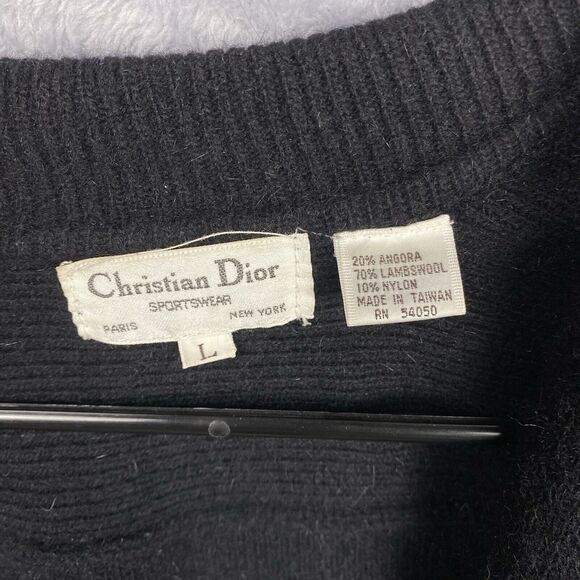 Christian Dior
SPORTSWEAR
PARIS NEW YORK
L
20% ANGORA
70% LAMBSWOOL
10% NYLON
MADE IN TAIWAN
RN 54050